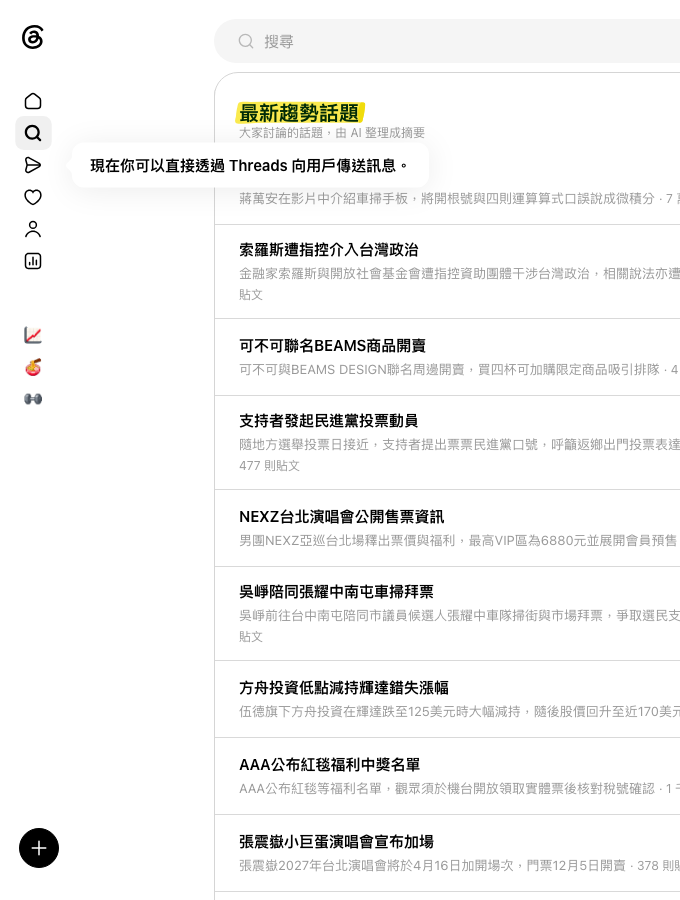 搜尋
最新趨勢話題
大家討論的話題，由 AI 整理成摘要
現在你可以直接透過 Threads 向用戶傳送訊息。
蔣萬安在影片中介紹車掃手板，將開根號與四則運算算式口誤說成微積分 · 7
索羅斯遭指控介入台灣政治
金融家索羅斯與開放社會基金會遭指控資助團體干涉台灣政治，相關說法亦遭
貼文
可不可聯名BEAMS商品開賣
可不可與BEAMS DESIGN聯名周邊開賣，買四杯可加購限定商品吸引排隊 · 4
支持者發起民進黨投票動員
隨地方選舉投票日接近，支持者提出票票民進黨口號，呼籲返鄉出門投票表達
477 則貼文
NEXZ台北演唱會公開售票資訊
男團NEXZ亞巡台北場釋出票價與福利，最高VIP區為6880元並展開會員預售
吳崢陪同張耀中南屯車掃拜票
吳崢前往台中南屯陪同市議員候選人張耀中車隊掃街與市場拜票，爭取選民支
貼文
方舟投資低點減持輝達錯失漲幅
伍德旗下方舟投資在輝達跌至125美元時大幅減持，隨後股價回升至近170美元
AAA公布紅毯福利中獎名單
AAA公布紅毯等福利名單，觀眾須於機台開放領取實體票後核對稅號確認 · 1
張震嶽小巨蛋演唱會宣布加場
張震嶽2027年台北演唱會將於4月16日加開場次，門票12月5日開賣 · 378 則